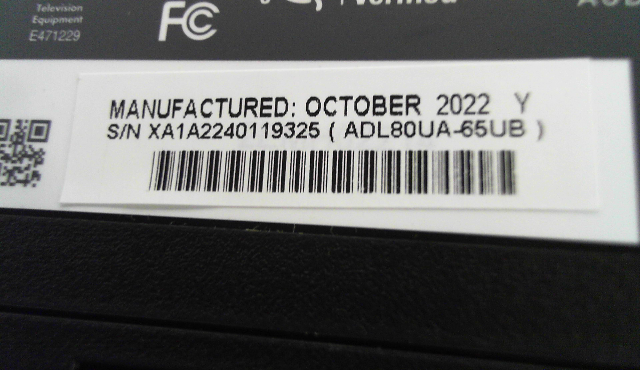 Television
Equipment
E471229
FC
MANUFACTURED: OCTOBER 2022 Y
S/N XA1A2240119325 ( ADL80UA-65UB )